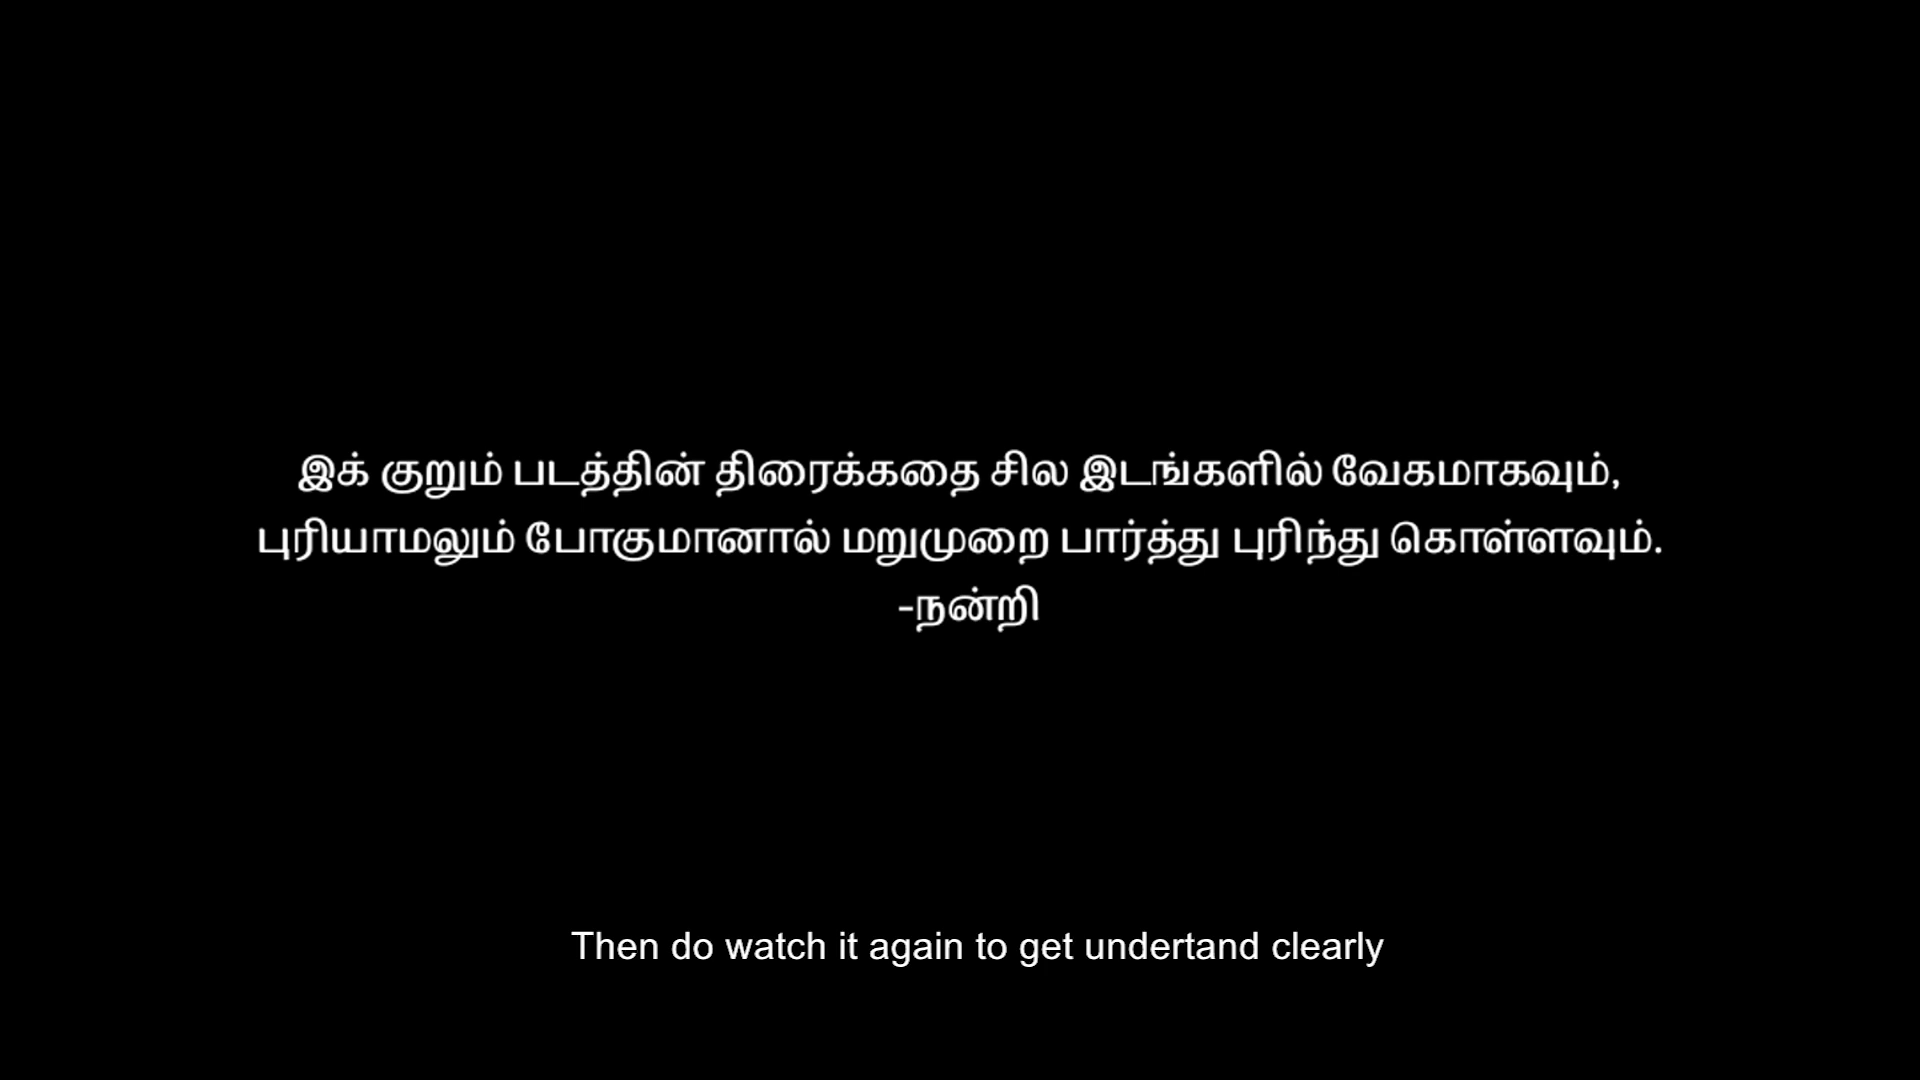 இக் குறும் படத்தின் திரைக்கதை சில இடங்களில் வேகமாகவும்,
புரியாமலும் போகுமானால் மறுமுறை பார்த்து புரிந்து கொள்ளவும்.
-நன்றி
Then do watch it again to get undertand clearly